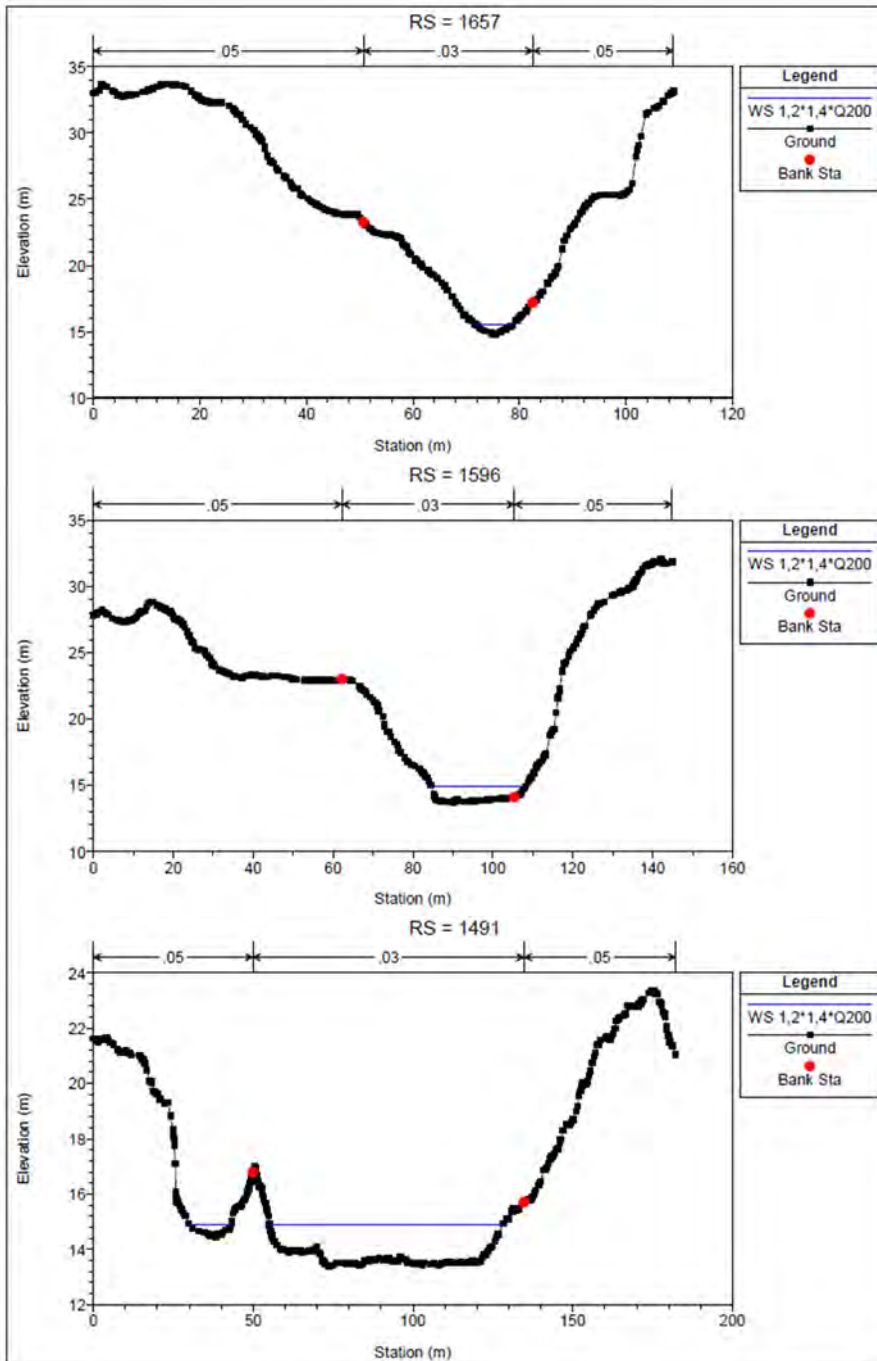 RS = 1657
.05 .03 .05
35
30
25
20
15
10
0 20 40 60 80 100 120
Elevation (m)
Station (m)
Legend
WS 1,2*1,4*Q200
Ground
Bank Sta
RS = 1596
.05 .03 .05
35
30
25
20
15
10
0 20 40 60 80 100 120 140 160
Elevation (m)
Station (m)
Legend
WS 1,2*1,4*Q200
Ground
Bank Sta
RS = 1491
.05 .03 .05
24
22
20
18
16
14
12
0 50 100 150 200
Elevation (m)
Station (m)
Legend
WS 1,2*1,4*Q200
Ground
Bank Sta